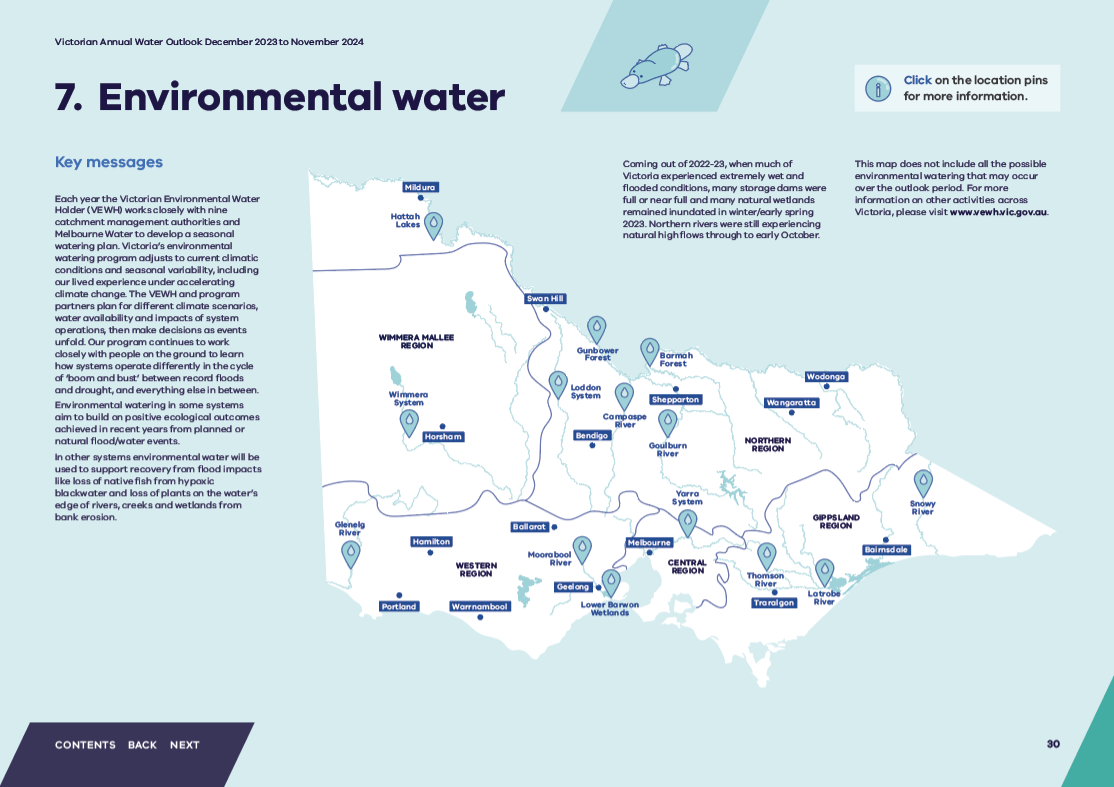 Victorian Annual Water Outlook December 2023 to November 2024
7. Environmental water
Click on the location pins
for more information.
Key messages
Each year the Victorian Environmental Water
Holder (VEWH) works closely with nine
catchment management authorities and
Melbourne Water to develop a seasonal
watering plan. Victoria's environmental
watering program adjusts to current climatic
conditions and seasonal variability, including
our lived experience under accelerating
climate change. The VEWH and program
partners plan for different climate scenarios,
water availability and impacts of system
operations, then make decisions as events
unfold. Our program continues to work
closely with people on the ground to learn
how systems operate differently in the cycle
of 'boom and bust' between record floods
and drought, and everything else in between.
Environmental watering in some systems
aim to build on positive ecological outcomes
achieved in recent years from planned or
natural flood/water events.
In other systems environmental water will be
used to support recovery from flood impacts
like loss of native fish from hypoxic
blackwater and loss of plants on the water's
edge of rivers, creeks and wetlands from
bank erosion.
Coming out of 2022-23, when much of
Victoria experienced extremely wet and
flooded conditions, many storage dams were
full or near full and many natural wetlands
remained inundated in winter/early spring
2023. Northern rivers were still experiencing
natural high flows through to early October.
This map does not include all the possible
environmental watering that may occur
over the outlook period. For more
information on other activities across
Victoria, please visit www.vewh.vic.gov.au.
Mildura
Hattah
Lakes
Swan Hill
WIMMERA MALLEE
REGION
Gunbower
Forest
Barmah
Forest
Loddon
System
Wimmera
System
Campaspe
River
Shepparton
Wodonga
Wangaratta
Horsham
Bendigo
Goulburn
River
NORTHERN
REGION
Yarra
System
Snowy
River
Glenelg
River
Ballarat
GIPPSLAND
REGION
Hamilton
Moorabool
River
Melbourne
Bairnsdale
WESTERN
REGION
CENTRAL
REGION
Thomson
River
Geelong
Latrobe
River
Portland
Warrnambool
Lower Barwon
Wetlands
Traralgon
CONTENTS BACK NEXT
30